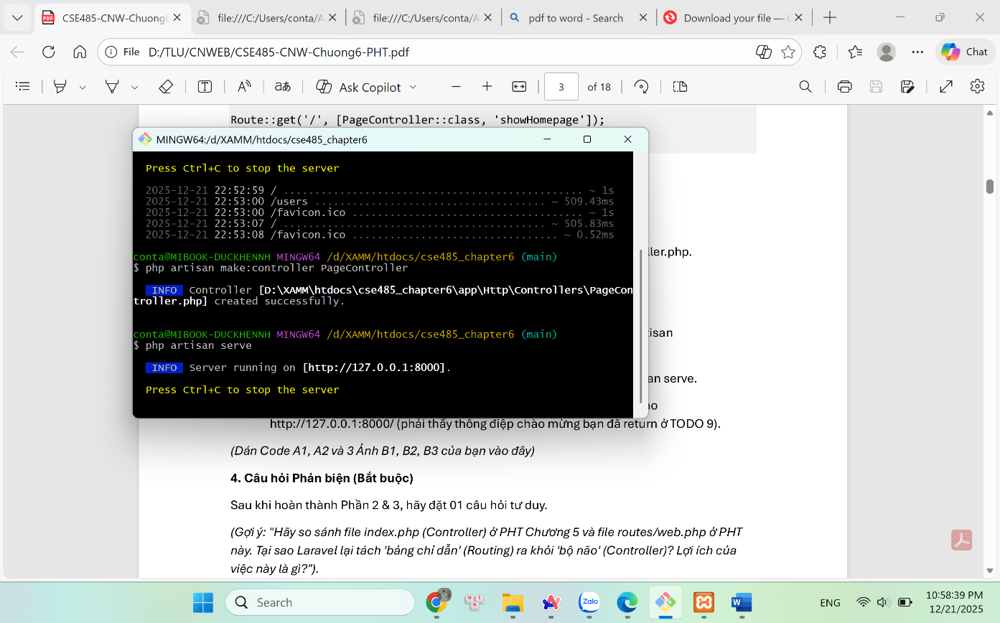 CSE485-CNW-Chuong6
file:///C:/Users/conta/A
file:///C:/Users/conta/A
pdf to word - Search
Download your file —
File D:/TLU/CNWEB/CSE485-CNW-Chuong6-PHT.pdf
Chat
Ask Copilot
3 of 18
Route::get('/', [PageController::class, 'showHomepage']);
MINGW64:/d/XAMM/htdocs/cse485_chapter6
Press Ctrl+C to stop the server
2025-12-21 22:52:59 / ................................................ ~ 1s
2025-12-21 22:53:00 /users ..................................... ~ 509.43ms
2025-12-21 22:53:00 /favicon.ico ..................................... ~ 1s
2025-12-21 22:53:07 / .......................................... ~ 505.83ms
2025-12-21 22:53:08 /favicon.ico ................................. ~ 0.52ms
conta@MIBOOK-DUCKHENNH MINGW64 /d/XAMM/htdocs/cse485_chapter6 (main)
$ php artisan make:controller PageController
INFO Controller [D:\XAMM\htdocs\cse485_chapter6\app\Http\Controllers\PageCon
troller.php] created successfully.
conta@MIBOOK-DUCKHENNH MINGW64 /d/XAMM/htdocs/cse485_chapter6 (main)
$ php artisan serve
INFO Server running on [http://127.0.0.1:8000].
Press Ctrl+C to stop the server
ller.php.
tisan
an serve.
ao
http://127.0.0.1:8000/ (phải thấy thông điệp chào mừng bạn đã return ở TODO 9).
(Dán Code A1, A2 và 3 Ảnh B1, B2, B3 của bạn vào đây)
4. Câu hỏi Phản biện (Bắt buộc)
Sau khi hoàn thành Phần 2 & 3, hãy đặt 01 câu hỏi tư duy.
(Gợi ý: "Hãy so sánh file index.php (Controller) ở PHT Chương 5 và file routes/web.php ở PHT
này. Tại sao Laravel lại tách 'bảng chỉ dẫn' (Routing) ra khỏi 'bộ não' (Controller)? Lợi ích của
việc này là gì?").
Search
Zalo
ENG
10:58:39 PM
12/21/2025